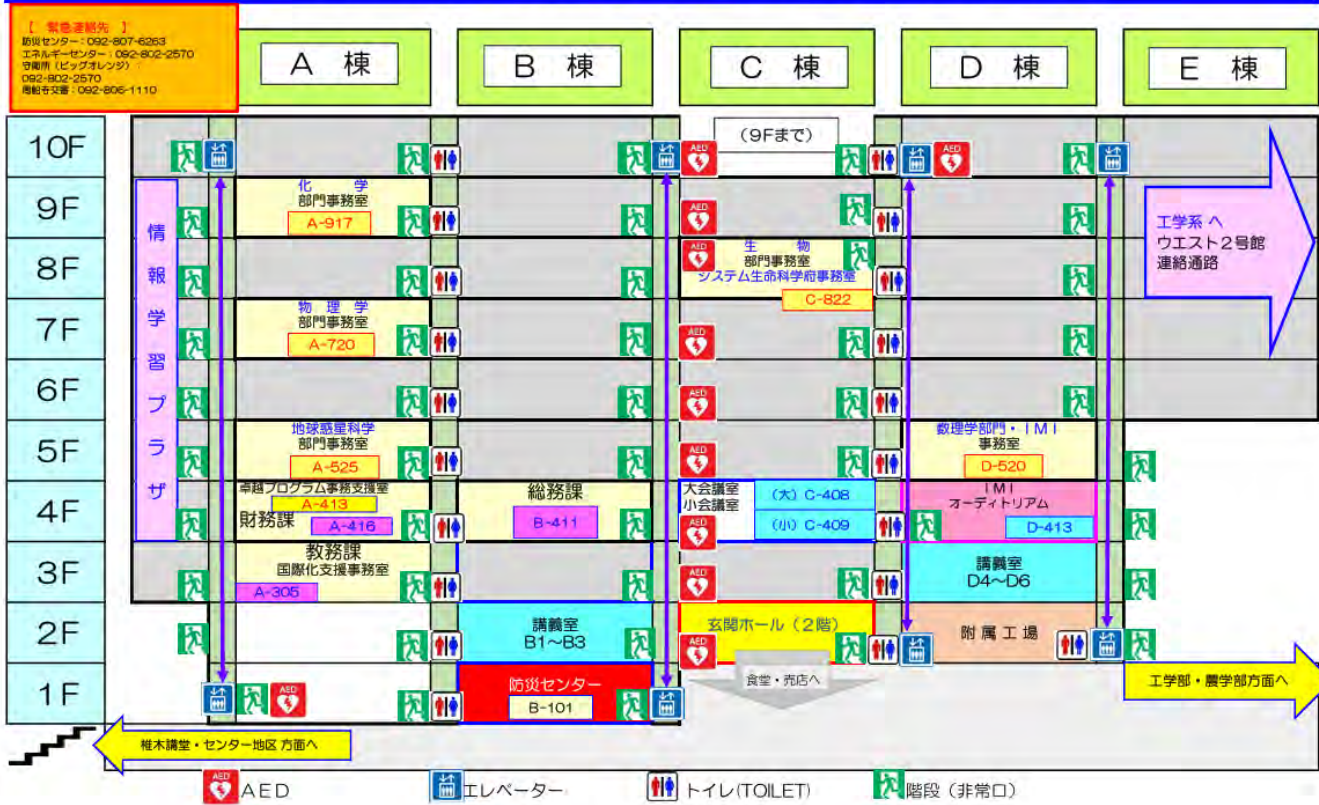 【 緊急連絡先 】
防災センター:092-807-6263
エネルギーセンター:092-802-2570
守衛所(ビッグオレンジ):
092-802-2570
周船寺交番:092-806-1110
A 棟
B 棟
C 棟
D 棟
E 棟
10F
(9Fまで)
9F
化 学
部門事務室
A-917
情報学習プラザ
工学系 へ
ウエスト2号館
連絡通路
8F
生 物
部門事務室
システム生命科学府事務室
C-822
7F
物 理 学
部門事務室
A-720
6F
5F
地球惑星科学
部門事務室
A-525
数理学部門・IMI
事務室
D-520
4F
卓越プログラム事務支援室
A-413
財務課
A-416
総務課
B-411
大会議室
(大) C-408
小会議室
(小) C-409
IMI
オーディトリアム
D-413
3F
教務課
国際化支援事務室
A-305
講義室
D4~D6
2F
講義室
B1~B3
玄関ホール(2階)
附属工場
1F
防災センター
B-101
食堂・売店へ
工学部・農学部方面へ
椎木講堂・センター地区 方面へ
AED
エレベーター
トイレ(TOILET)
階段(非常口)